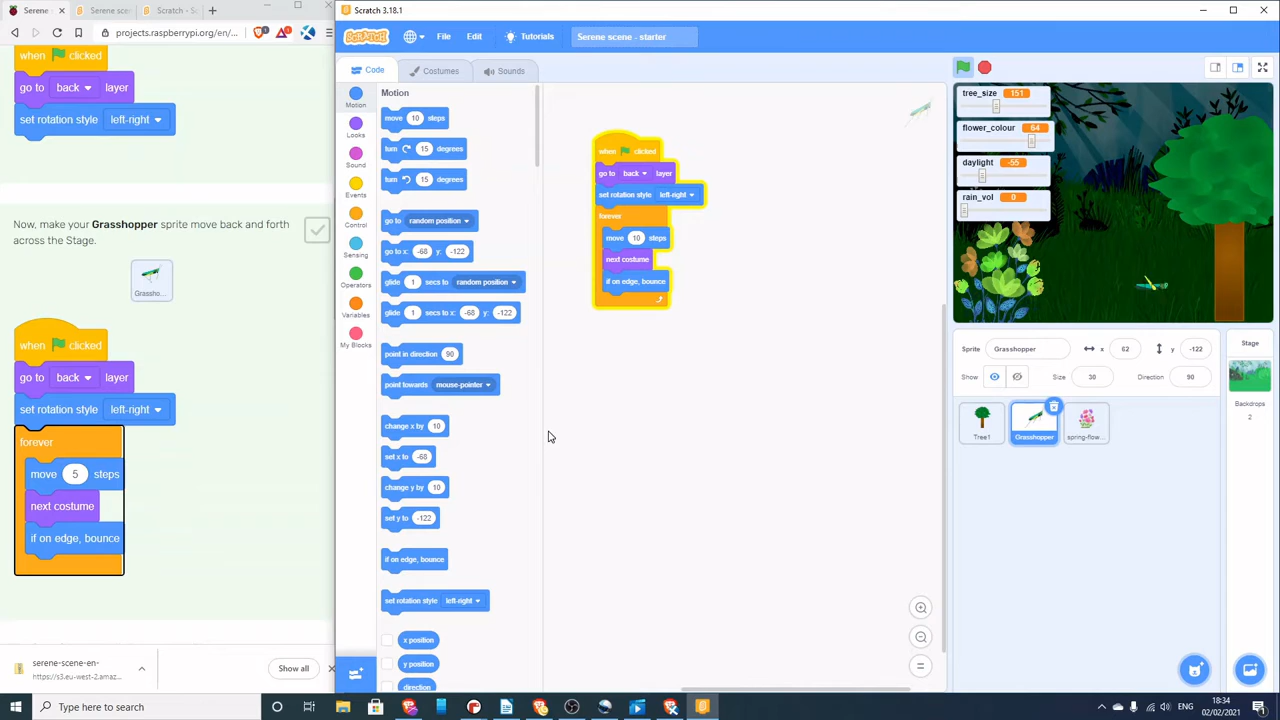 Serene
Serene scen
Scratch - Sc
Scratch 3.18.1
projects.raspberrypi.org/en/...
SCRATCH
File
Edit
Tutorials
Serene scene - starter
when clicked
go to back layer
set rotation style left-right
Now, make your Grasshopper sprite move back and forth
across the Stage.
Grassho...
when clicked
go to back layer
set rotation style left-right
forever
move 5 steps
next costume
if on edge, bounce
serene-scene-en-
https://s3.eu-west-2.amaz...
Show all
Code
Costumes
Sounds
Motion
Looks
Sound
Events
Control
Sensing
Operators
Variables
My Blocks
Motion
move 10 steps
turn 15 degrees
turn 15 degrees
go to random position
go to x: -68 y: -122
glide 1 secs to random position
glide 1 secs to x: -68 y: -122
point in direction 90
point towards mouse-pointer
change x by 10
set x to -68
change y by 10
set y to -122
if on edge, bounce
set rotation style left-right
x position
y position
direction
when clicked
go to back layer
set rotation style left-right
forever
move 10 steps
next costume
if on edge, bounce
tree_size 151
flower_colour 64
daylight -55
rain_vol 0
Sprite Grasshopper x 62 y -122
Show Size 30 Direction 90
Tree1
Grasshopper
spring-flow...
Stage
Backdrops
2
Type here to search
ENG
18:34
02/02/2021